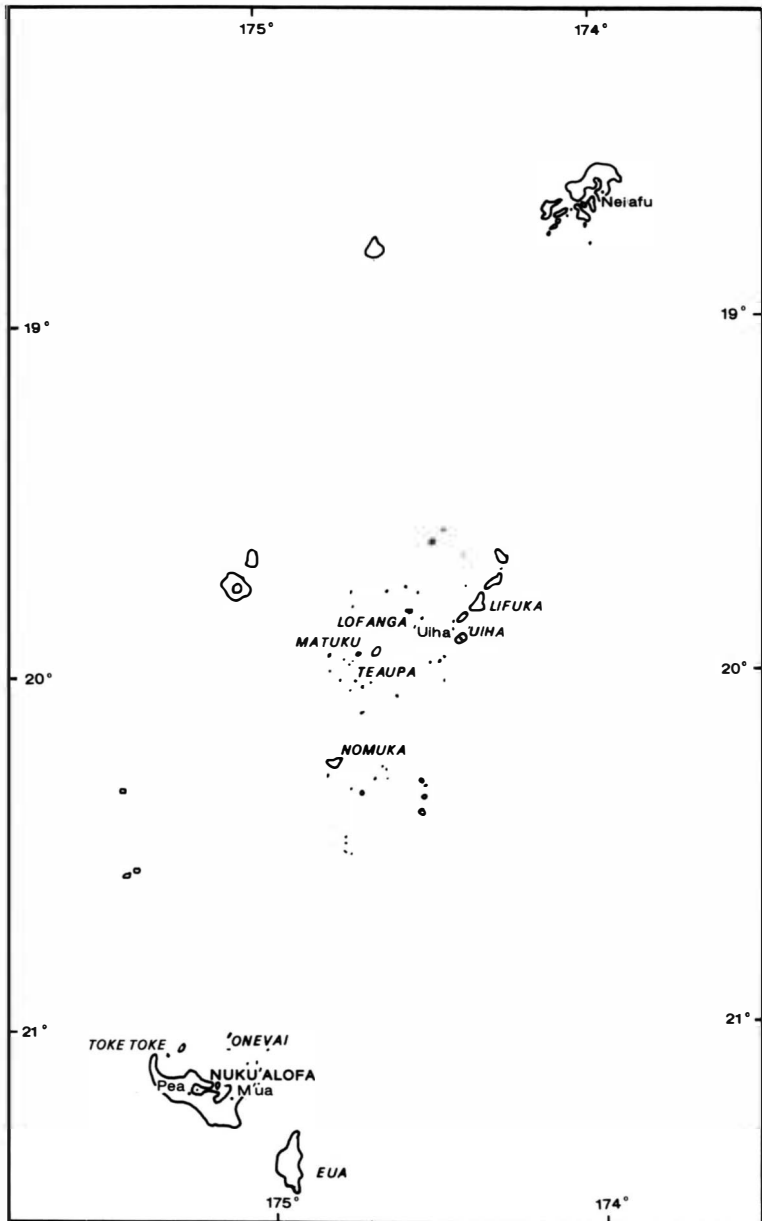 175°
174°
Neiafu
19°
19°
LIFUKA
LOFANGA
Uiha
'UIHA
MATUKU
TEAUPA
20°
20°
NOMUKA
21°
21°
TOKE TOKE
'ONEVAI
NUKU'ALOFA
Pea
M'ua
EUA
175°
174°